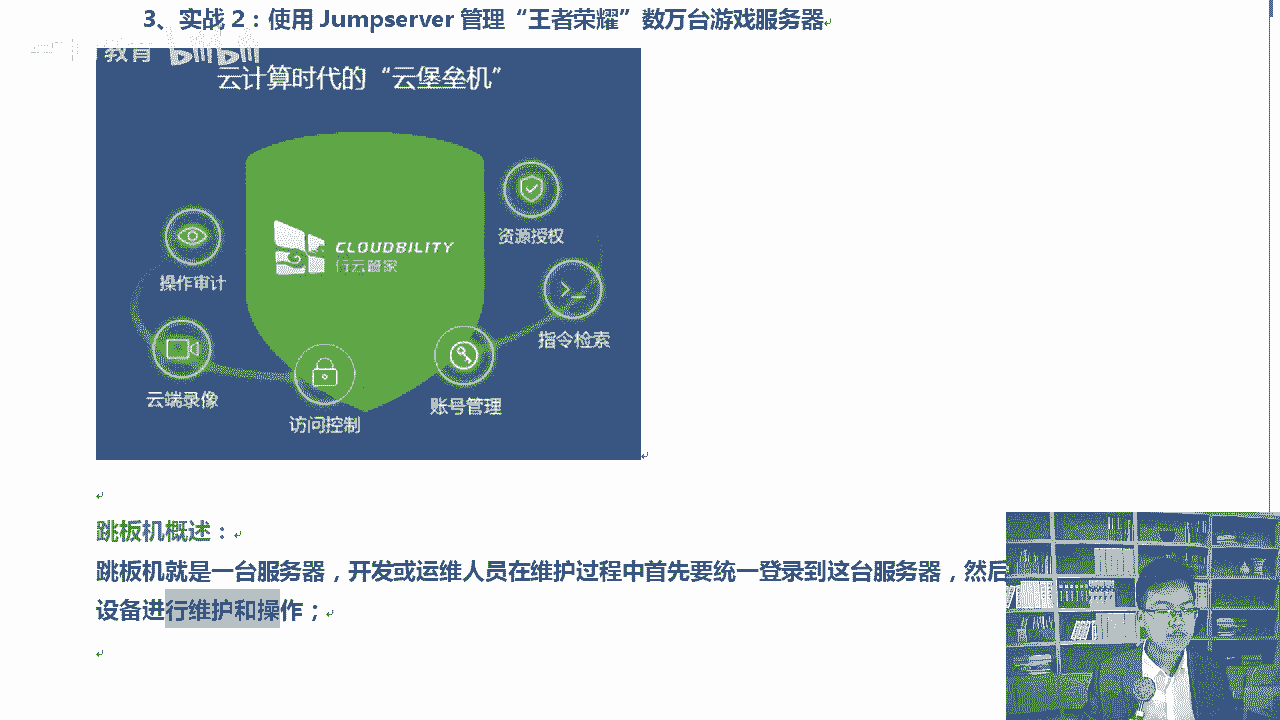 3、实战 2：使用 Jumpserver 管理“王者荣耀”数万台游戏服务器
教育 bilibili
云计算时代的“云堡垒机”
CLOUDBILITY
行云管家
资源授权
操作审计
指令检索
云端录像
账号管理
访问控制
跳板机概述：
跳板机就是一台服务器，开发或运维人员在维护过程中首先要统一登录到这台服务器，然后
设备进行维护和操作；